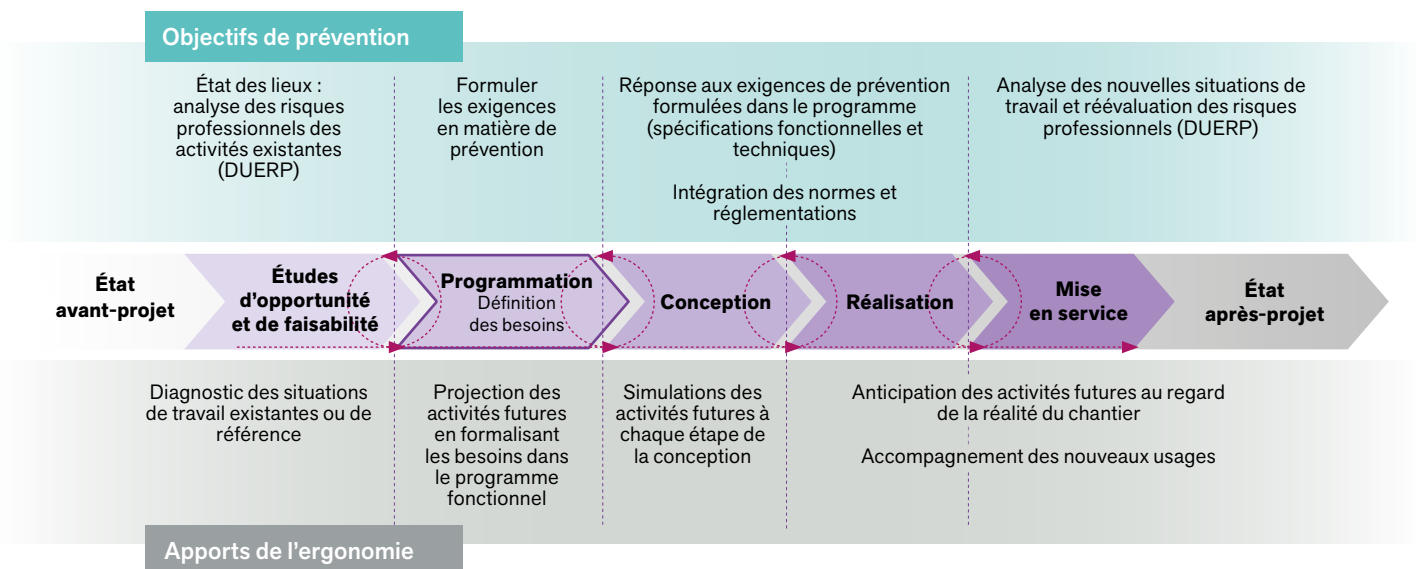 Objectifs de prévention
État des lieux :
analyse des risques
professionnels des
activités existantes
(DUERP)
Formuler
les exigences
en matière de
prévention
Réponse aux exigences de prévention
formulées dans le programme
(spécifications fonctionnelles et
techniques)
Intégration des normes et
réglementations
Analyse des nouvelles situations de
travail et réévaluation des risques
professionnels (DUERP)
État
avant-projet
Études
d’opportunité
et de faisabilité
Programmation
Définition
des besoins
Conception
Réalisation
Mise
en service
État
après-projet
Diagnostic des situations
de travail existantes ou de
référence
Projection des
activités futures
en formalisant
les besoins dans
le programme
fonctionnel
Simulations des
activités futures à
chaque étape de
la conception
Anticipation des activités futures au regard
de la réalité du chantier
Accompagnement des nouveaux usages
Apports de l’ergonomie